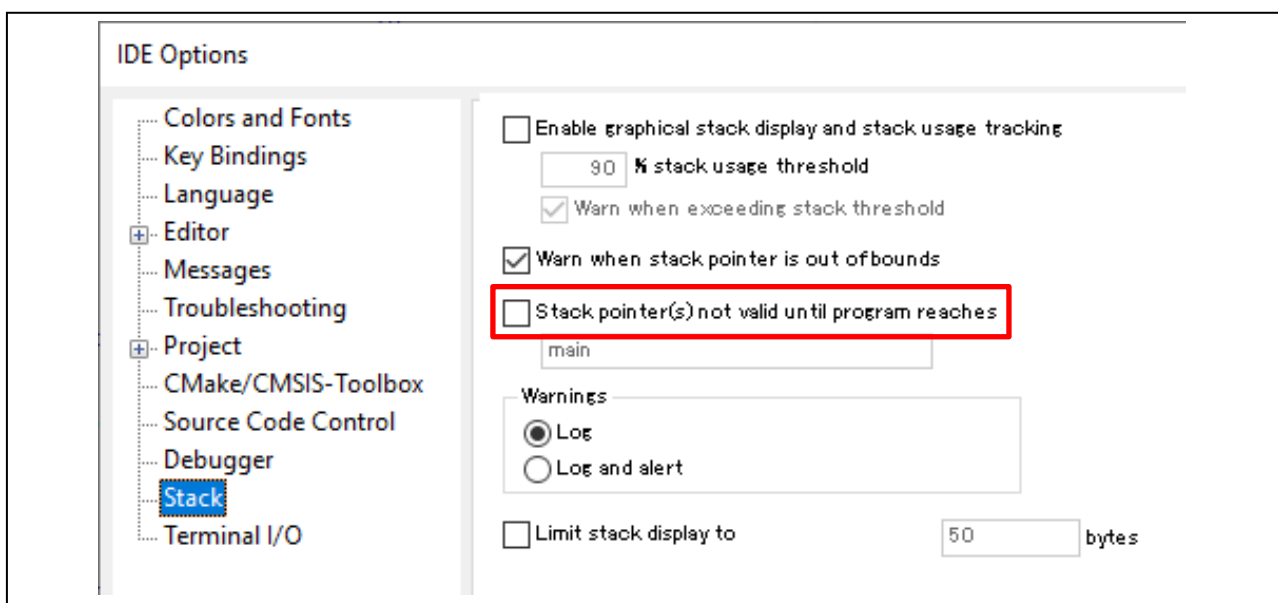 IDE Options
Colors and Fonts
Key Bindings
Language
Editor
Messages
Troubleshooting
Project
CMake/CMSIS-Toolbox
Source Code Control
Debugger
Stack
Terminal I/O
Enable graphical stack display and stack usage tracking
90 % stack usage threshold
Warn when exceeding stack threshold
Warn when stack pointer is out of bounds
Stack pointer(s) not valid until program reaches
main
Warnings
Log
Log and alert
Limit stack display to 50 bytes